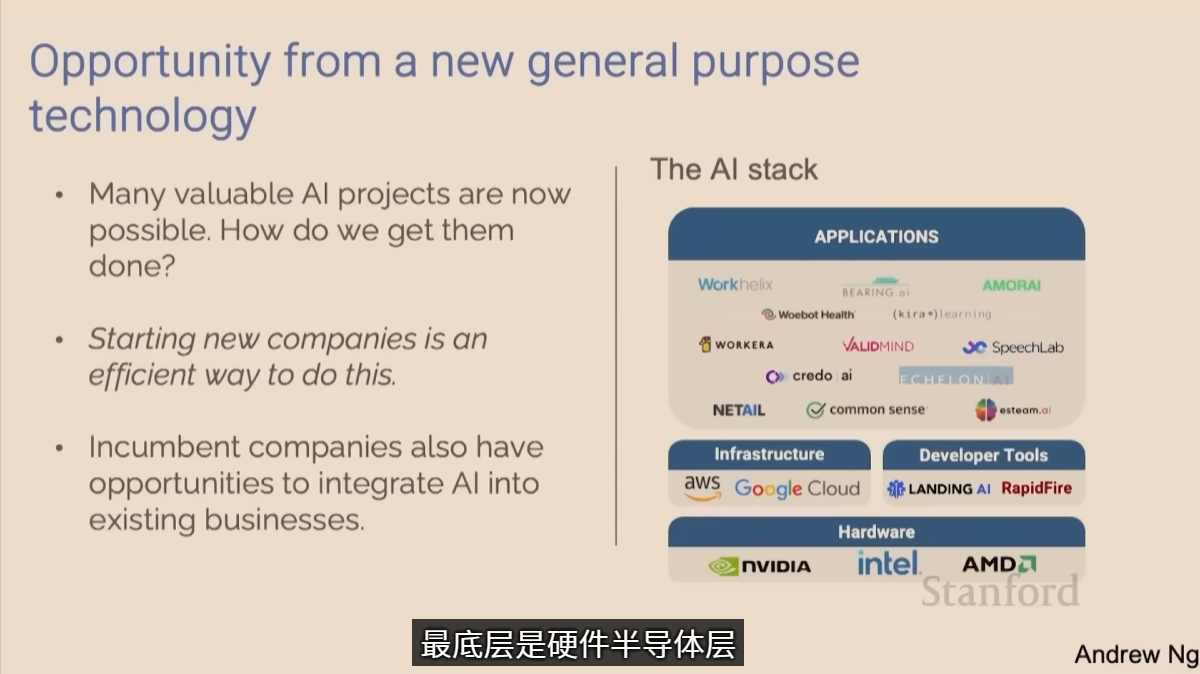 Opportunity from a new general purpose
technology
• Many valuable AI projects are now
possible. How do we get them
done?
• Starting new companies is an
efficient way to do this.
• Incumbent companies also have
opportunities to integrate AI into
existing businesses.
The AI stack
APPLICATIONS
Workhelix BEARING.ai AMORAI
Woebot Health (kira•)learning
WORKERA VALIDMIND SpeechLab
credo ai ECHELON AI
NETAIL common sense esteam.ai
Infrastructure
aws Google Cloud
Developer Tools
LANDING AI RapidFire
Hardware
NVIDIA intel. AMD
Stanford
最底层是硬件半导体层
Andrew Ng